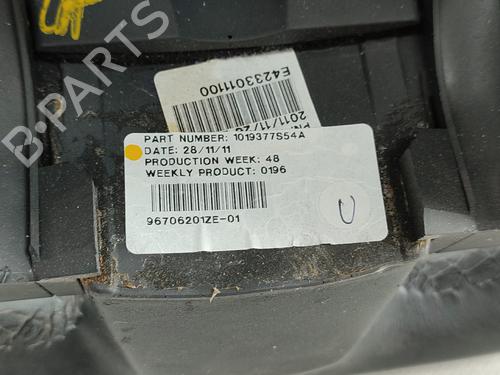 B-PARTS
E4233011100
2011/11/28
PART NUMBER: 1019377S54A
DATE: 28/11/11
PRODUCTION WEEK: 48
WEEKLY PRODUCT: 0196
96706201ZE-01
U